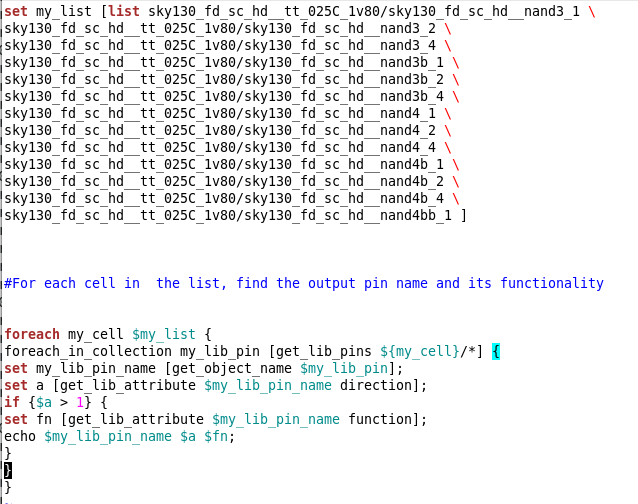 set my_list [list sky130_fd_sc_hd__tt_025C_1v80/sky130_fd_sc_hd__nand3_1 \
sky130_fd_sc_hd__tt_025C_1v80/sky130_fd_sc_hd__nand3_2 \
sky130_fd_sc_hd__tt_025C_1v80/sky130_fd_sc_hd__nand3_4 \
sky130_fd_sc_hd__tt_025C_1v80/sky130_fd_sc_hd__nand3b_1 \
sky130_fd_sc_hd__tt_025C_1v80/sky130_fd_sc_hd__nand3b_2 \
sky130_fd_sc_hd__tt_025C_1v80/sky130_fd_sc_hd__nand3b_4 \
sky130_fd_sc_hd__tt_025C_1v80/sky130_fd_sc_hd__nand4_1 \
sky130_fd_sc_hd__tt_025C_1v80/sky130_fd_sc_hd__nand4_2 \
sky130_fd_sc_hd__tt_025C_1v80/sky130_fd_sc_hd__nand4_4 \
sky130_fd_sc_hd__tt_025C_1v80/sky130_fd_sc_hd__nand4b_1 \
sky130_fd_sc_hd__tt_025C_1v80/sky130_fd_sc_hd__nand4b_2 \
sky130_fd_sc_hd__tt_025C_1v80/sky130_fd_sc_hd__nand4b_4 \
sky130_fd_sc_hd__tt_025C_1v80/sky130_fd_sc_hd__nand4bb_1 ]
#For each cell in  the list, find the output pin name and its functionality
foreach my_cell $my_list {
foreach_in_collection my_lib_pin [get_lib_pins ${my_cell}/*] {
set my_lib_pin_name [get_object_name $my_lib_pin];
set a [get_lib_attribute $my_lib_pin_name direction];
if {$a > 1} {
set fn [get_lib_attribute $my_lib_pin_name function];
echo $my_lib_pin_name $a $fn;
}
}
}